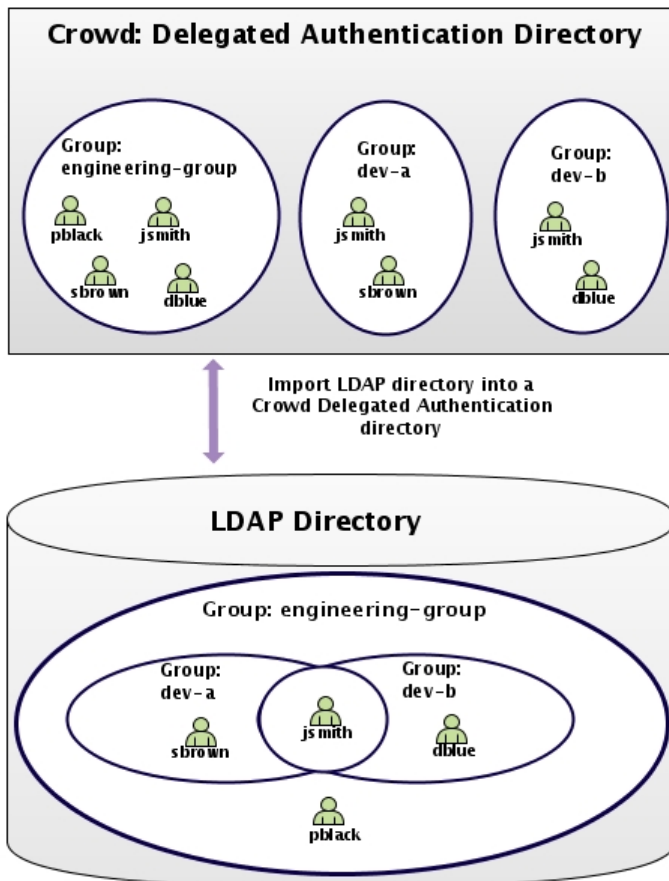 Crowd: Delegated Authentication Directory
Group:
engineering-group
pblack
jsmith
sbrown
dblue
Group:
dev-a
jsmith
sbrown
Group:
dev-b
jsmith
dblue
Import LDAP directory into a
Crowd Delegated Authentication
directory
LDAP Directory
Group: engineering-group
Group:
dev-a
sbrown
jsmith
Group:
dev-b
dblue
pblack